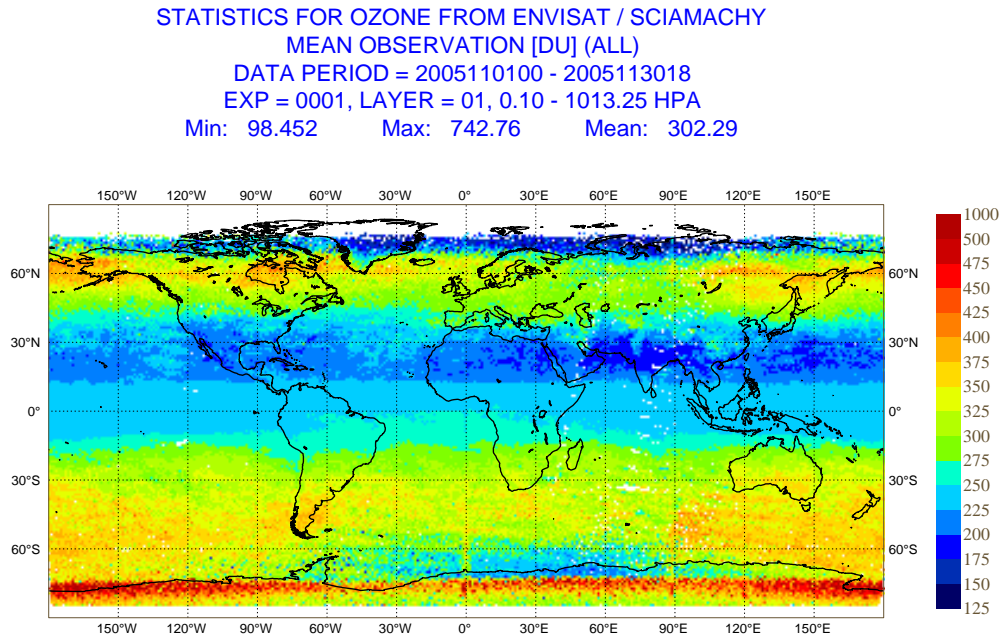 STATISTICS FOR OZONE FROM ENVISAT / SCIAMACHY
MEAN OBSERVATION [DU] (ALL)
DATA PERIOD = 2005110100 - 2005113018
EXP = 0001, LAYER = 01, 0.10 - 1013.25 HPA
Min: 98.452 Max: 742.76 Mean: 302.29
150°W 120°W 90°W 60°W 30°W 0° 30°E 60°E 90°E 120°E 150°E
60°N 60°N
30°N 30°N
0° 0°
30°S 30°S
60°S 60°S
150°W 120°W 90°W 60°W 30°W 0° 30°E 60°E 90°E 120°E 150°E
1000
500
475
450
425
400
375
350
325
300
275
250
225
200
175
150
125